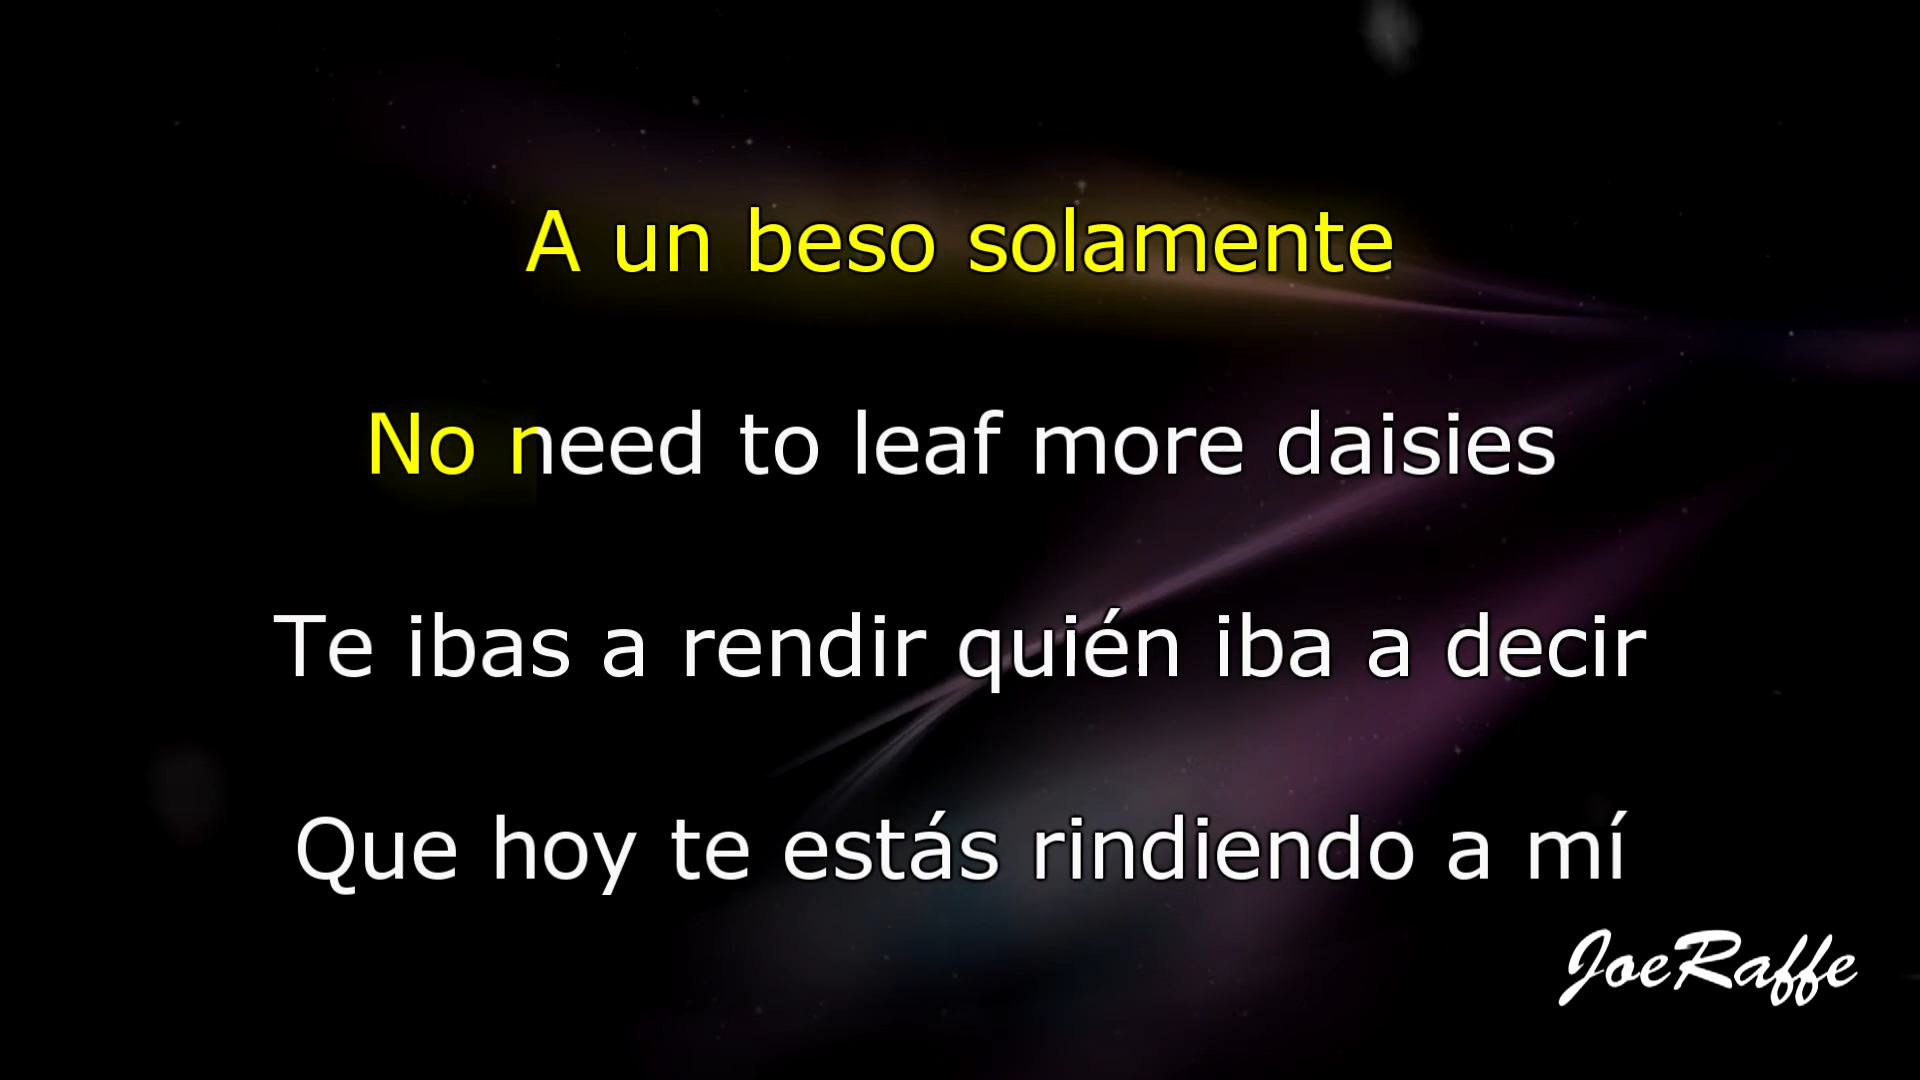 A un beso solamente
No need to leaf more daisies
Te ibas a rendir quién iba a decir
Que hoy te estás rindiendo a mí
JoeRaffe